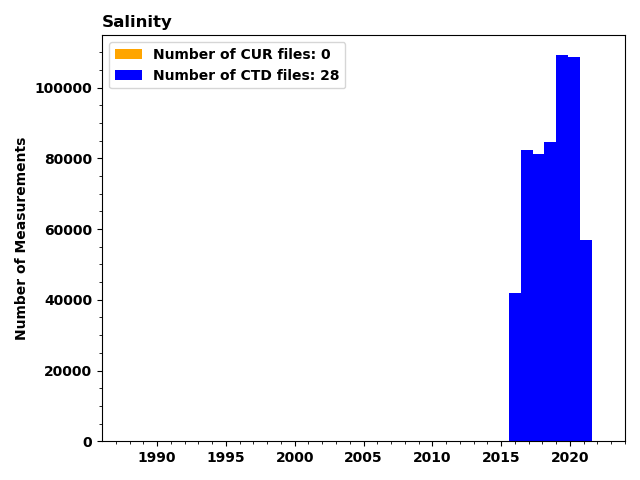 Salinity
Number of CUR files: 0
Number of CTD files: 28
Number of Measurements
100000
80000
60000
40000
20000
0
1990 1995 2000 2005 2010 2015 2020